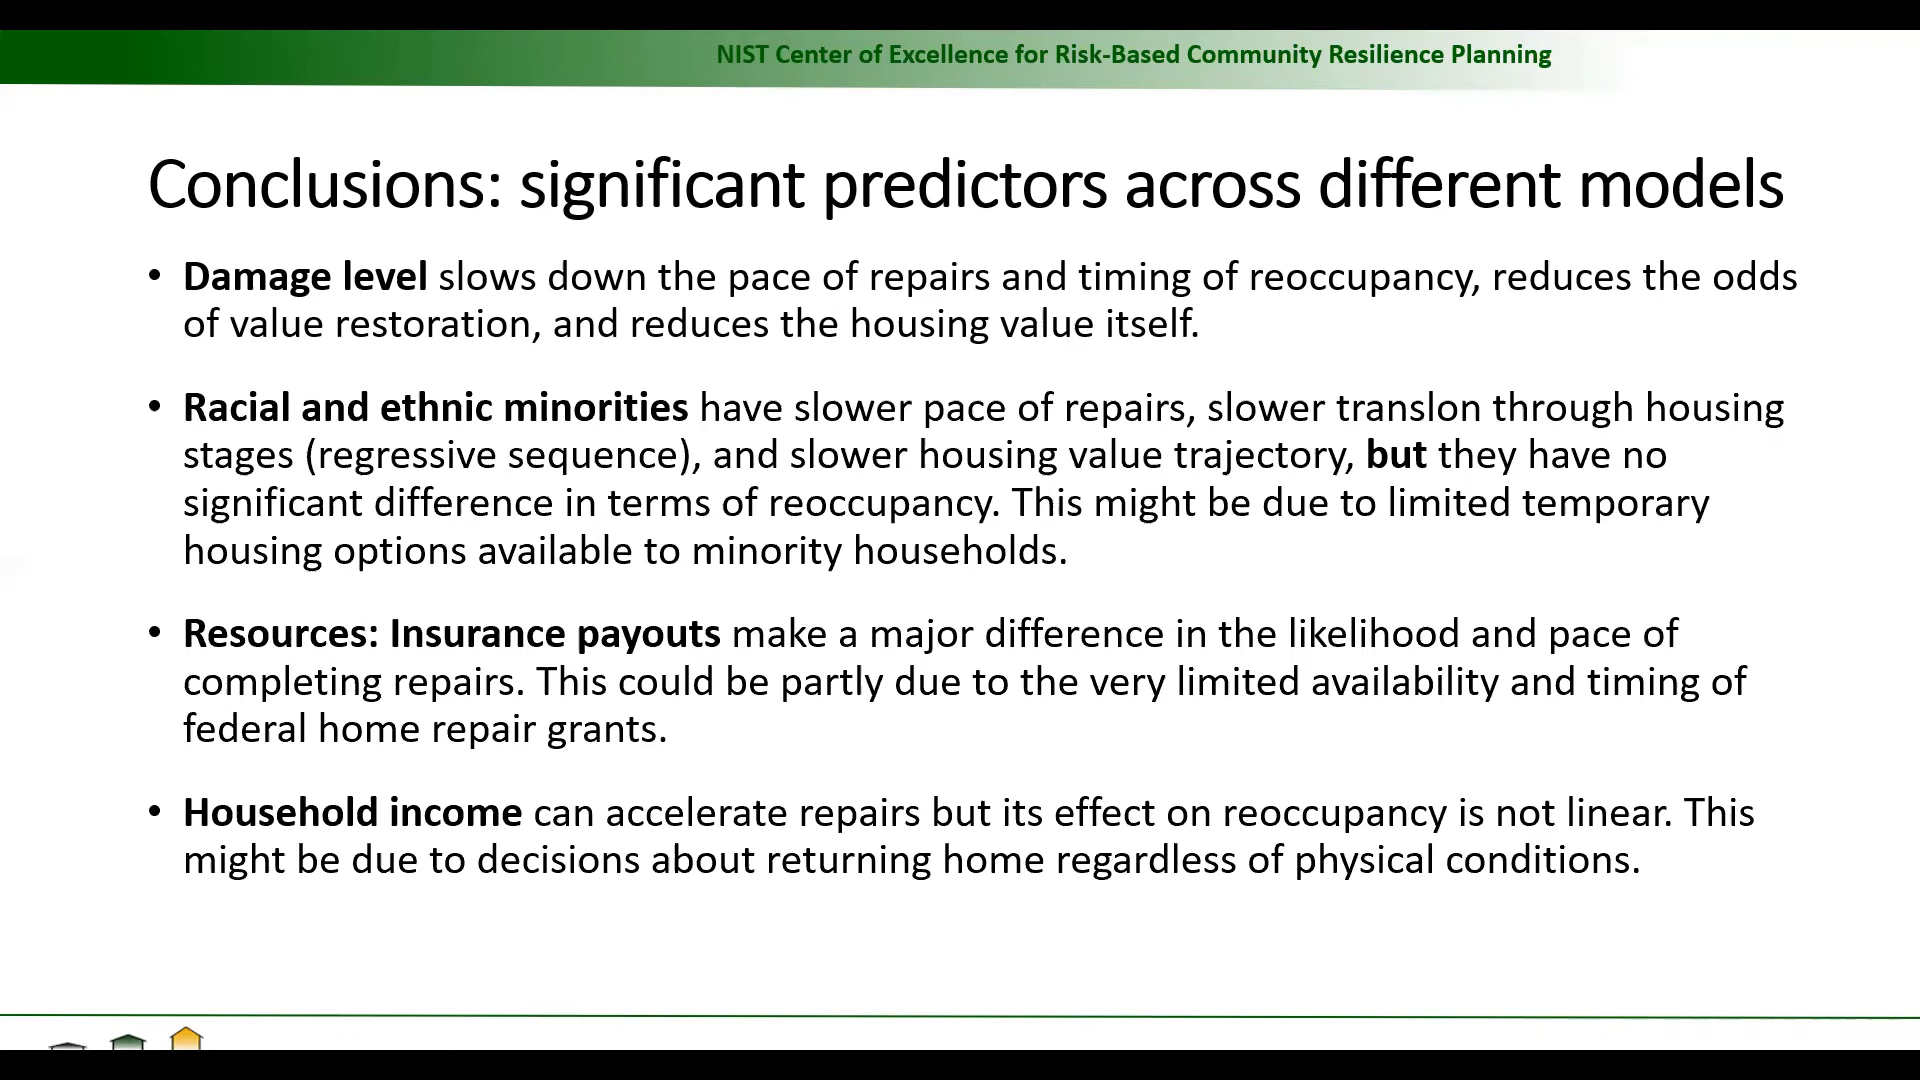 NIST Center of Excellence for Risk-Based Community Resilience Planning
Conclusions: significant predictors across different models
• Damage level slows down the pace of repairs and timing of reoccupancy, reduces the odds
of value restoration, and reduces the housing value itself.
• Racial and ethnic minorities have slower pace of repairs, slower translon through housing
stages (regressive sequence), and slower housing value trajectory, but they have no
significant difference in terms of reoccupancy. This might be due to limited temporary
housing options available to minority households.
• Resources: Insurance payouts make a major difference in the likelihood and pace of
completing repairs. This could be partly due to the very limited availability and timing of
federal home repair grants.
• Household income can accelerate repairs but its effect on reoccupancy is not linear. This
might be due to decisions about returning home regardless of physical conditions.